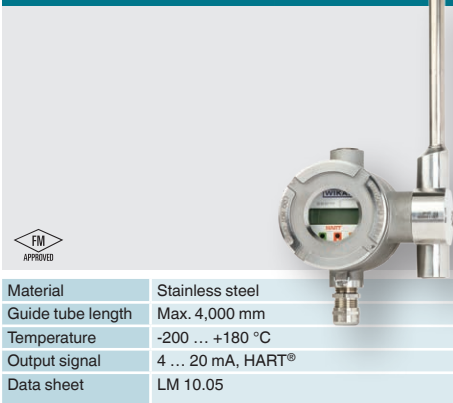 WIKA
HART
FM
APPROVED
Material Stainless steel
Guide tube length Max. 4,000 mm
Temperature -200 … +180 °C
Output signal 4 … 20 mA, HART®
Data sheet LM 10.05